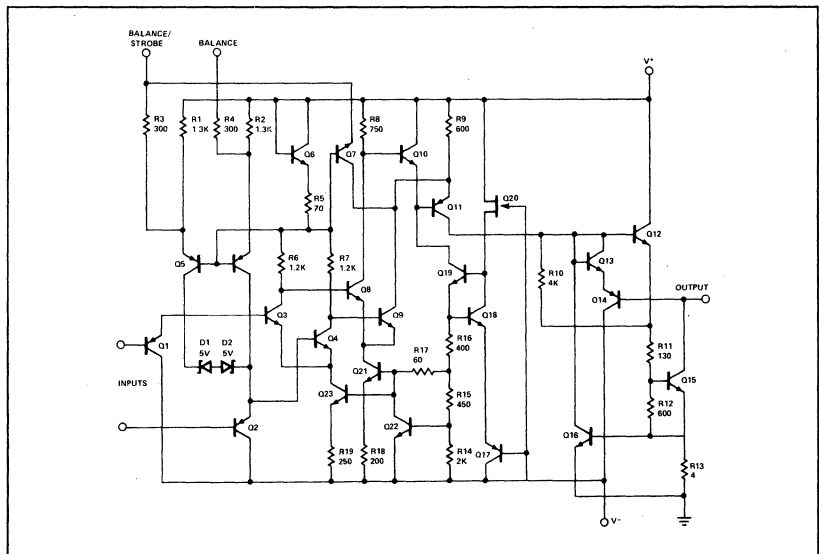 BALANCE/
STROBE
BALANCE
V+
R3
300
R1
1.3K
R4
300
R2
1.3K
R8
750
R9
600
Q6
Q7
Q10
R5
70
Q20
Q11
Q12
Q5
R6
1.2K
R7
1.2K
Q8
Q19
R10
4K
Q13
Q14
OUTPUT
Q3
Q4
Q9
Q18
R16
400
R11
130
Q1
D1
5V
D2
5V
R17
60
INPUTS
Q21
Q15
R15
450
R12
600
Q23
Q22
Q16
Q2
R19
250
R18
200
R14
2K
Q17
R13
4
V-